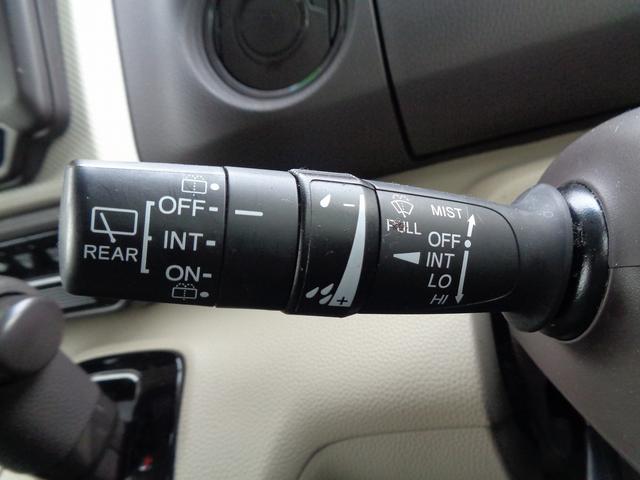 REAR
OFF
INT
ON
PULL
MIST
OFF
INT
LO
HI